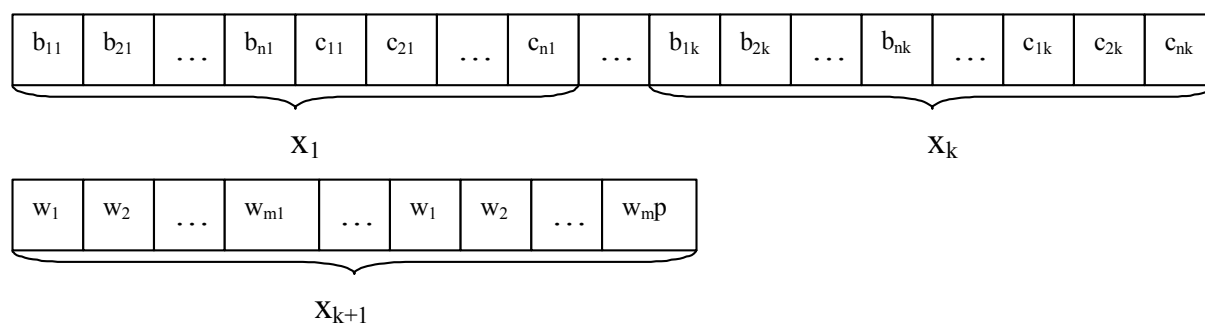 b₁₁ b₂₁ ... bₙ₁ c₁₁ c₂₁ ... cₙ₁ ... b₁ₖ b₂ₖ ... bₙₖ ... c₁ₖ c₂ₖ cₙₖ
x₁ xₖ
w₁ w₂ ... wₘ₁ ... w₁ w₂ ... wₘp
xₖ₊₁